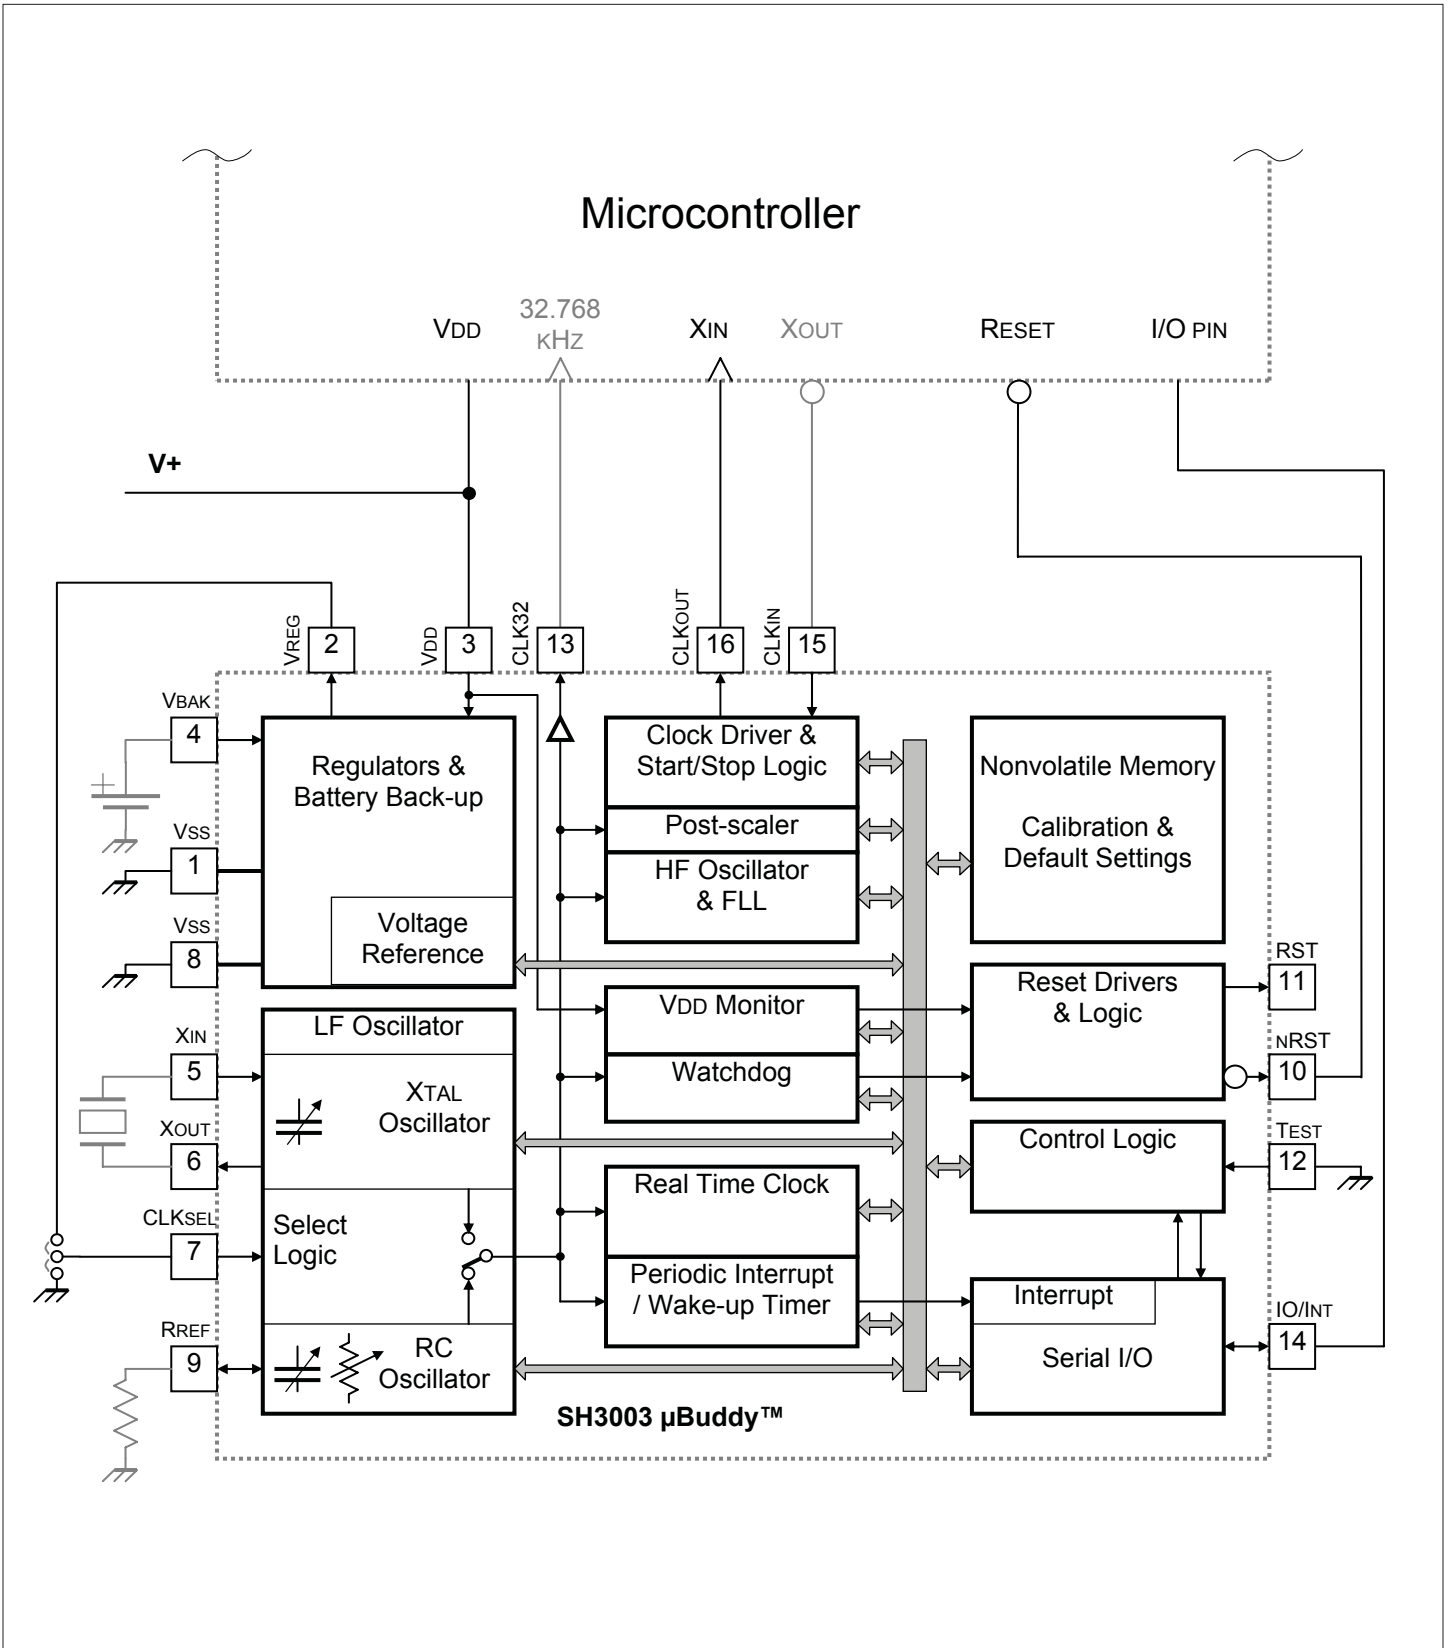 Microcontroller
32.768
KHZ
VDD
XIN
XOUT
RESET
I/O PIN
V+
VREG
2
VDD
3
CLK32
13
CLKOUT
16
CLKIN
15
VBAK
4
Regulators &
Battery Back-up
Clock Driver &
Start/Stop Logic
Nonvolatile Memory
Calibration &
Default Settings
Post-scaler
HF Oscillator
& FLL
VSS
1
VSS
8
Voltage
Reference
RST
11
Reset Drivers
& Logic
VDD Monitor
Watchdog
NRST
10
LF Oscillator
XIN
5
XTAL
Oscillator
XOUT
6
Control Logic
TEST
12
Real Time Clock
CLKSEL
7
Select
Logic
Periodic Interrupt
/ Wake-up Timer
Interrupt
Serial I/O
IO/INT
14
RREF
9
RC
Oscillator
SH3003 µBuddy™